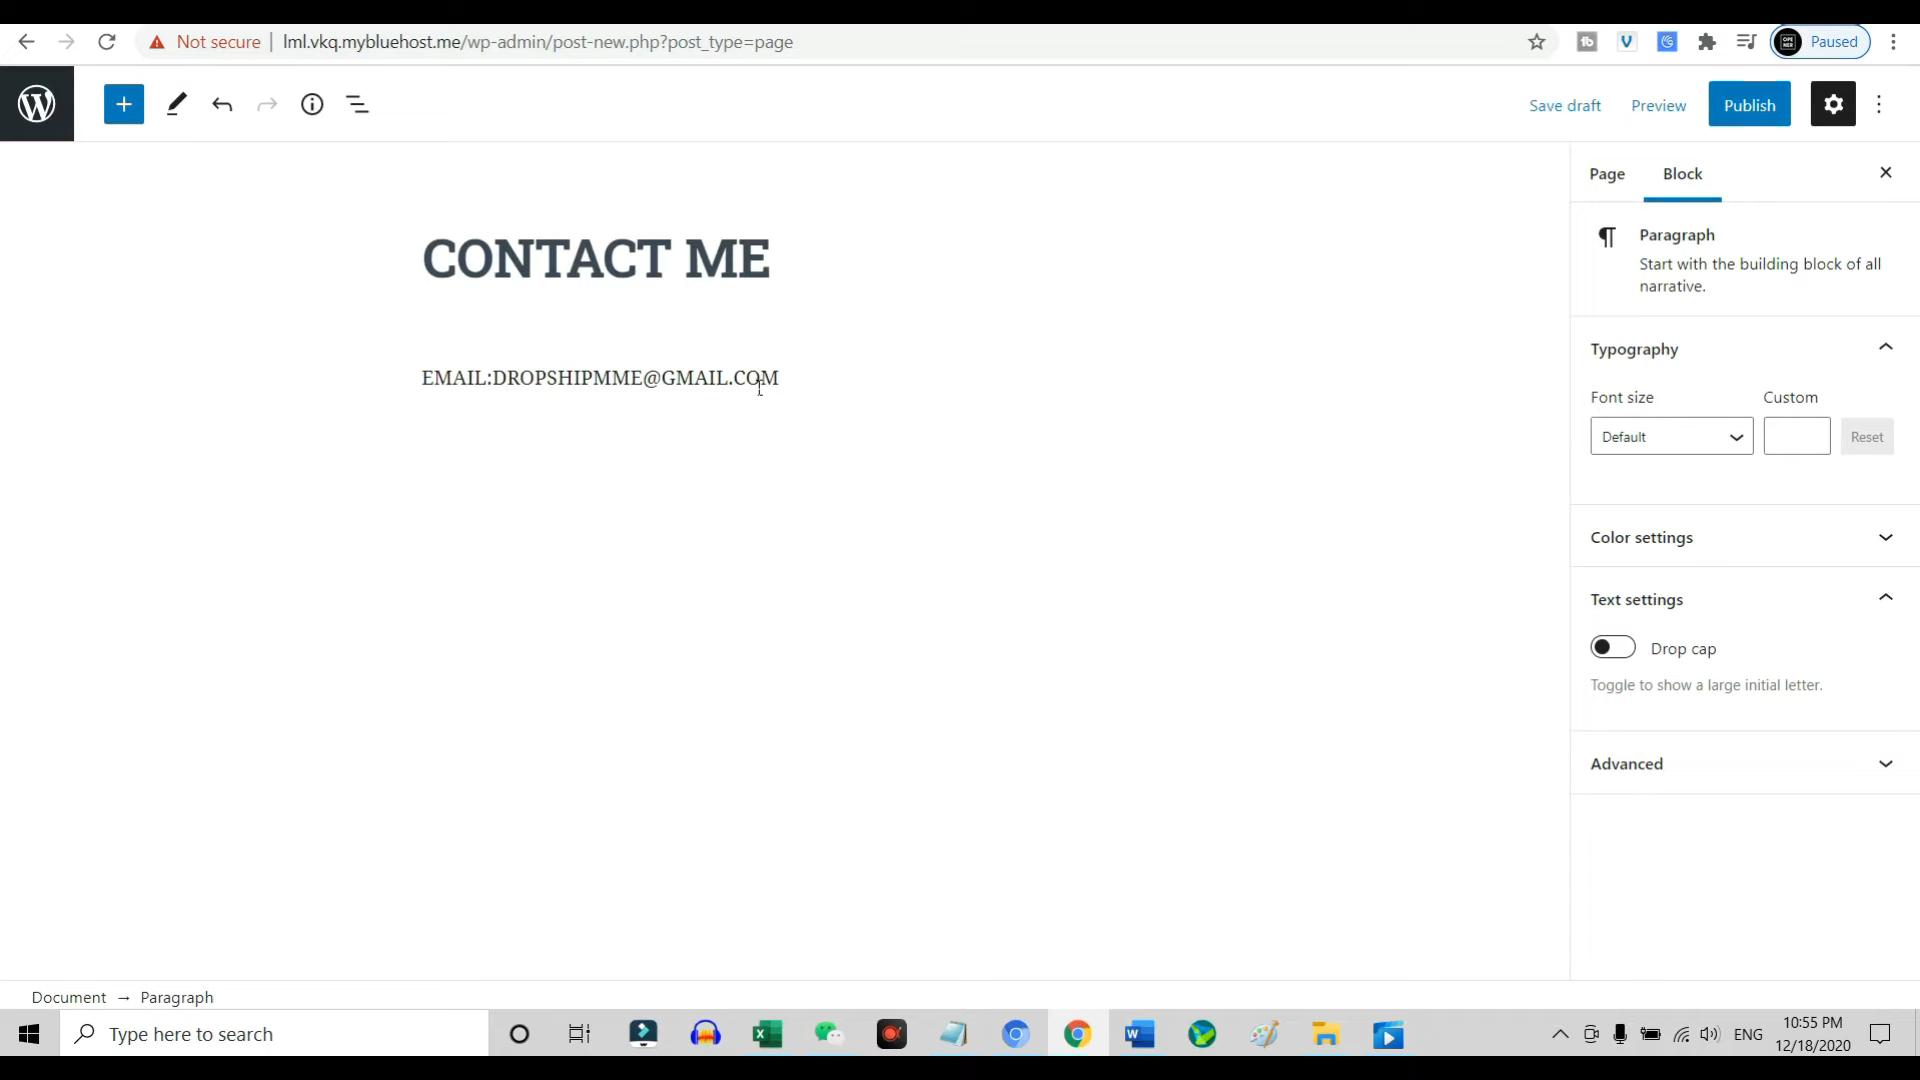 Not secure | lml.vkq.mybluehost.me/wp-admin/post-new.php?post_type=page
Paused
Save draft Preview Publish
Page Block
CONTACT ME
EMAIL:DROPSHIPMME@GMAIL.COM
Paragraph
Start with the building block of all
narrative.
Typography
Font size Custom
Default Reset
Color settings
Text settings
Drop cap
Toggle to show a large initial letter.
Advanced
Document → Paragraph
Type here to search
ENG
10:55 PM
12/18/2020